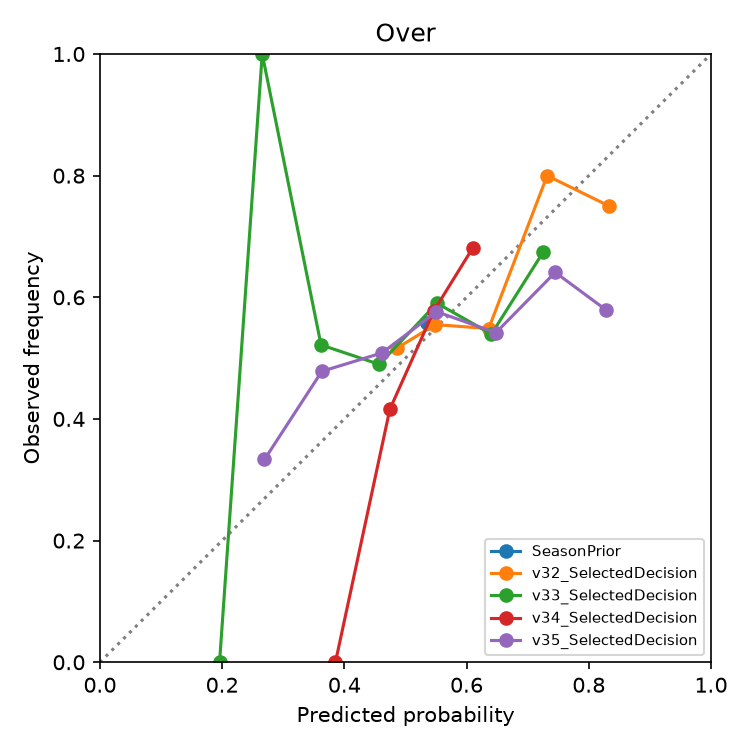 Over
1.0
0.8
0.6
0.4
0.2
0.0
Observed frequency
0.0 0.2 0.4 0.6 0.8 1.0
Predicted probability
SeasonPrior
v32_SelectedDecision
v33_SelectedDecision
v34_SelectedDecision
v35_SelectedDecision